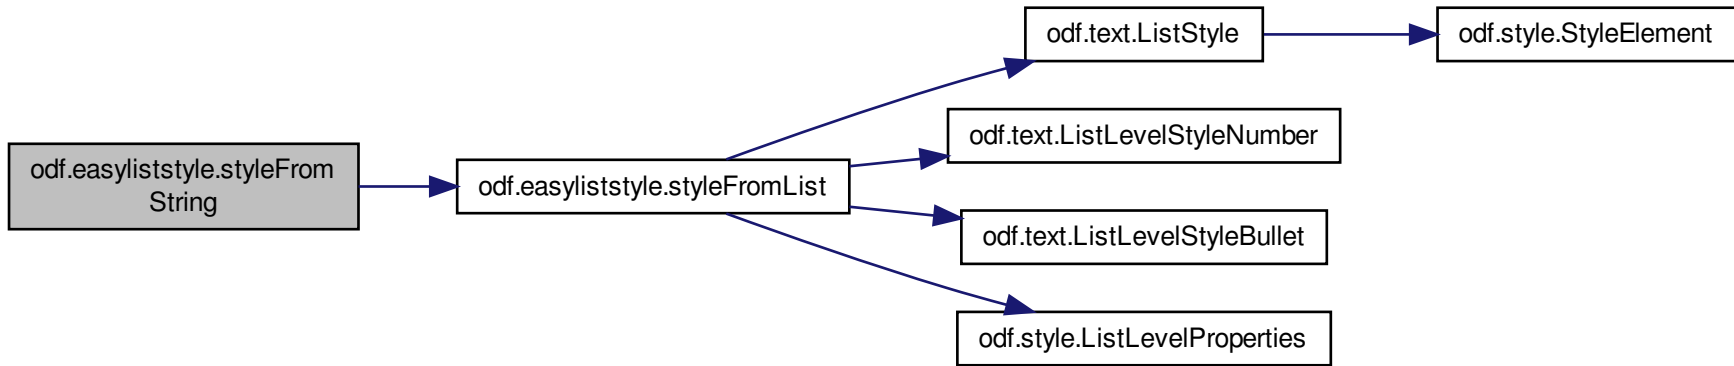 odf.easyliststyle.styleFrom
String
odf.easyliststyle.styleFromList
odf.text.ListStyle
odf.style.StyleElement
odf.text.ListLevelStyleNumber
odf.text.ListLevelStyleBullet
odf.style.ListLevelProperties